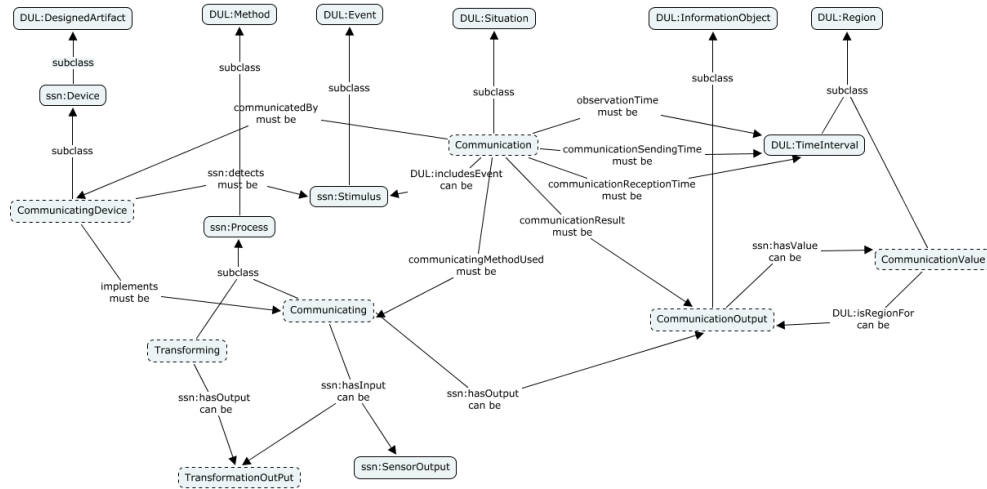 DUL:DesignedArtifact
DUL:Method
DUL:Event
DUL:Situation
DUL:InformationObject
DUL:Region
subclass
subclass
subclass
subclass
subclass
subclass
ssn:Device
communicatedBy
must be
observationTime
must be
Communication
DUL:TimeInterval
communicationSendingTime
must be
subclass
ssn:detects
must be
DUL:includesEvent
can be
communicationReceptionTime
must be
ssn:Stimulus
CommunicatingDevice
ssn:Process
communicationResult
must be
ssn:hasValue
can be
CommunicationValue
communicatingMethodUsed
must be
subclass
implements
must be
Communicating
CommunicationOutput
DUL:isRegionFor
can be
Transforming
ssn:hasOutput
can be
ssn:hasInput
can be
ssn:hasOutput
can be
TransformationOutPut
ssn:SensorOutput